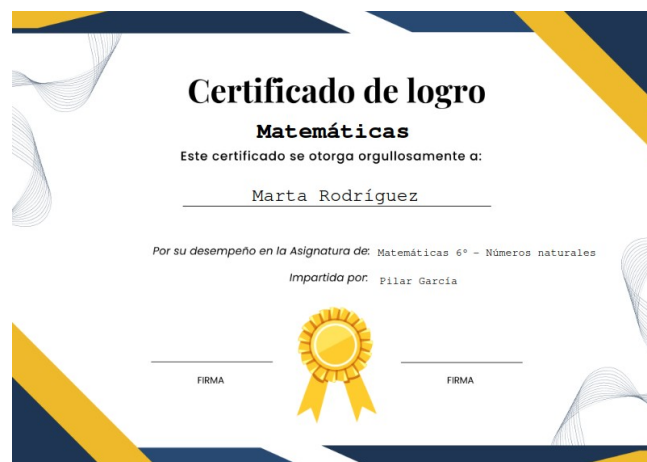 Certificado de logro
Matemáticas
Este certificado se otorga orgullosamente a:
Marta Rodríguez
Por su desempeño en la Asignatura de: Matemáticas 6º - Números naturales
Impartida por: Pilar García
FIRMA FIRMA